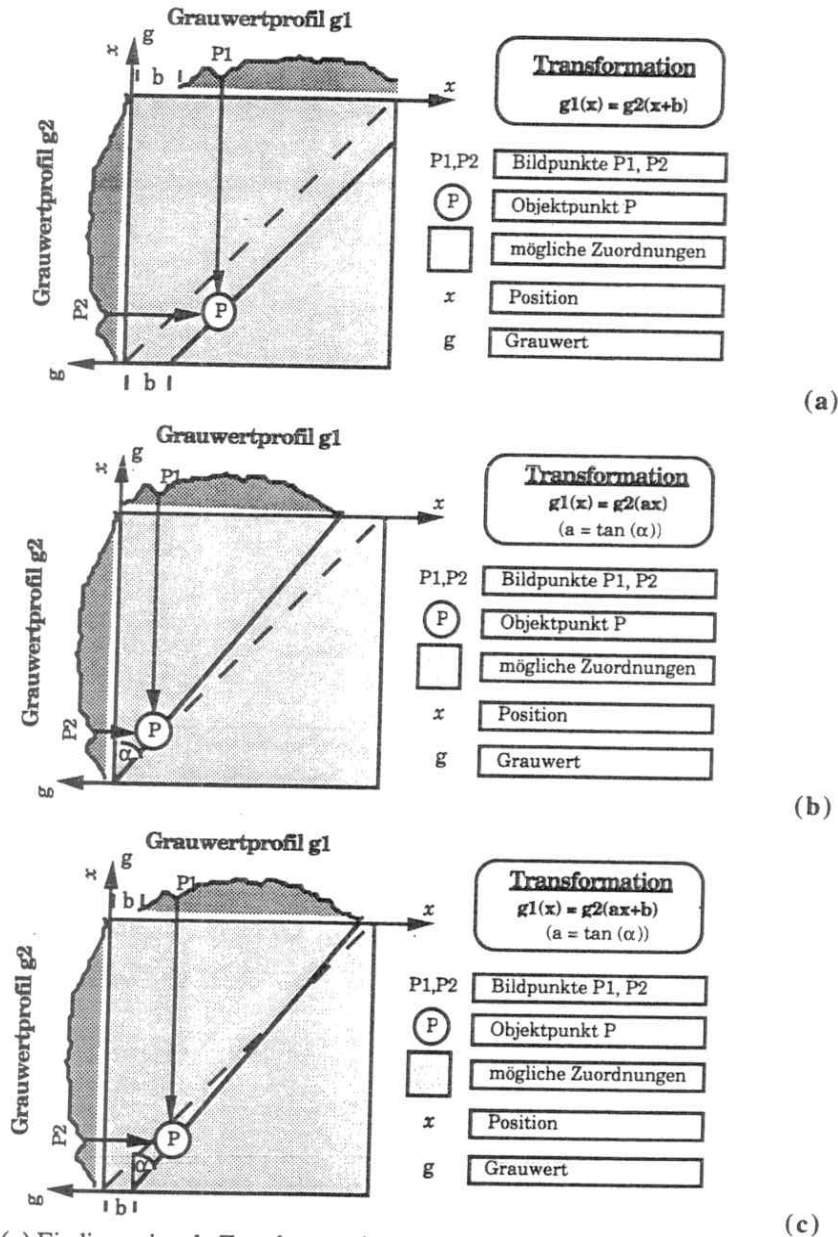 Grauwertprofil g1
x
g
b
P1
x
Grauwertprofil g2
P2
P
g
b
Transformation
g1(x) = g2(x+b)
P1,P2 Bildpunkte P1, P2
P Objektpunkt P
mögliche Zuordnungen
x Position
g Grauwert
(a)
Grauwertprofil g1
x
g
P1
x
Grauwertprofil g2
P2
P
α
g
Transformation
g1(x) = g2(ax)
(a = tan (α))
P1,P2 Bildpunkte P1, P2
P Objektpunkt P
mögliche Zuordnungen
x Position
g Grauwert
(b)
Grauwertprofil g1
x
g
b
P1
x
Grauwertprofil g2
P2
P
α
g
b
Transformation
g1(x) = g2(ax+b)
(a = tan (α))
P1,P2 Bildpunkte P1, P2
P Objektpunkt P
mögliche Zuordnungen
x Position
g Grauwert
(c)